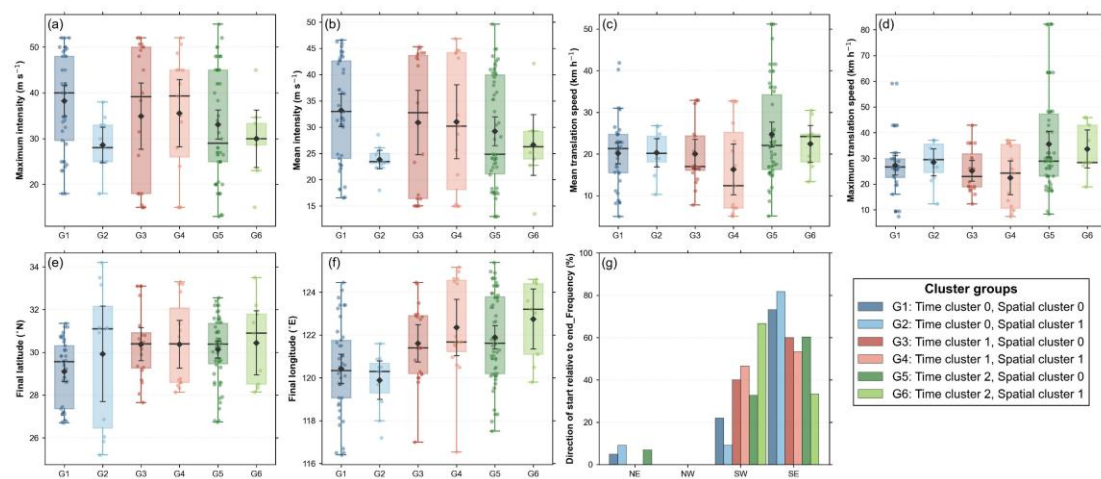 (a)
Maximum intensity (m s⁻¹)
50
40
30
20
G1 G2 G3 G4 G5 G6
(b)
Mean intensity (m s⁻¹)
50
45
40
35
30
25
20
15
G1 G2 G3 G4 G5 G6
(c)
Mean translation speed (km h⁻¹)
50
40
30
20
10
G1 G2 G3 G4 G5 G6
(d)
Maximum translation speed (km h⁻¹)
80
70
60
50
40
30
20
10
G1 G2 G3 G4 G5 G6
(e)
Final latitude (°N)
34
32
30
28
26
G1 G2 G3 G4 G5 G6
(f)
Final longitude (°E)
124
122
120
118
116
G1 G2 G3 G4 G5 G6
(g)
Direction of start relative to end_Frequency (%)
100
80
60
40
20
0
NE NW SW SE
Cluster groups
G1: Time cluster 0, Spatial cluster 0
G2: Time cluster 0, Spatial cluster 1
G3: Time cluster 1, Spatial cluster 0
G4: Time cluster 1, Spatial cluster 1
G5: Time cluster 2, Spatial cluster 0
G6: Time cluster 2, Spatial cluster 1